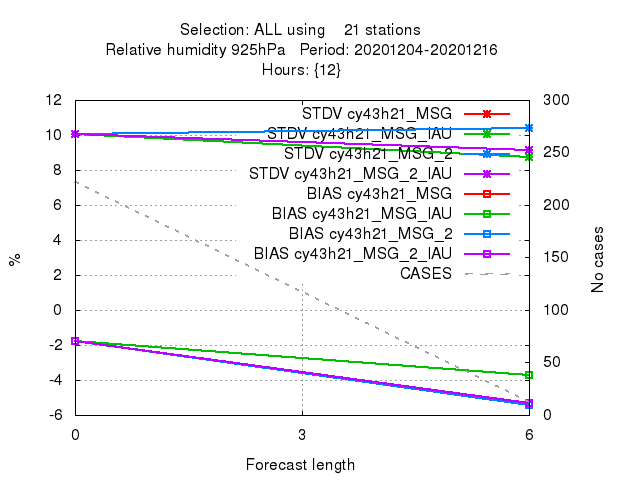 Selection: ALL using 21 stations
Relative humidity 925hPa Period: 20201204-20201216
Hours: {12}
12
10
8
6
4
2
0
-2
-4
-6
%
300
250
200
150
100
50
0
No cases
STDV cy43h21_MSG
STDV cy43h21_MSG_IAU
STDV cy43h21_MSG_2
STDV cy43h21_MSG_2_IAU
BIAS cy43h21_MSG
BIAS cy43h21_MSG_IAU
BIAS cy43h21_MSG_2
BIAS cy43h21_MSG_2_IAU
CASES
0 3 6
Forecast length